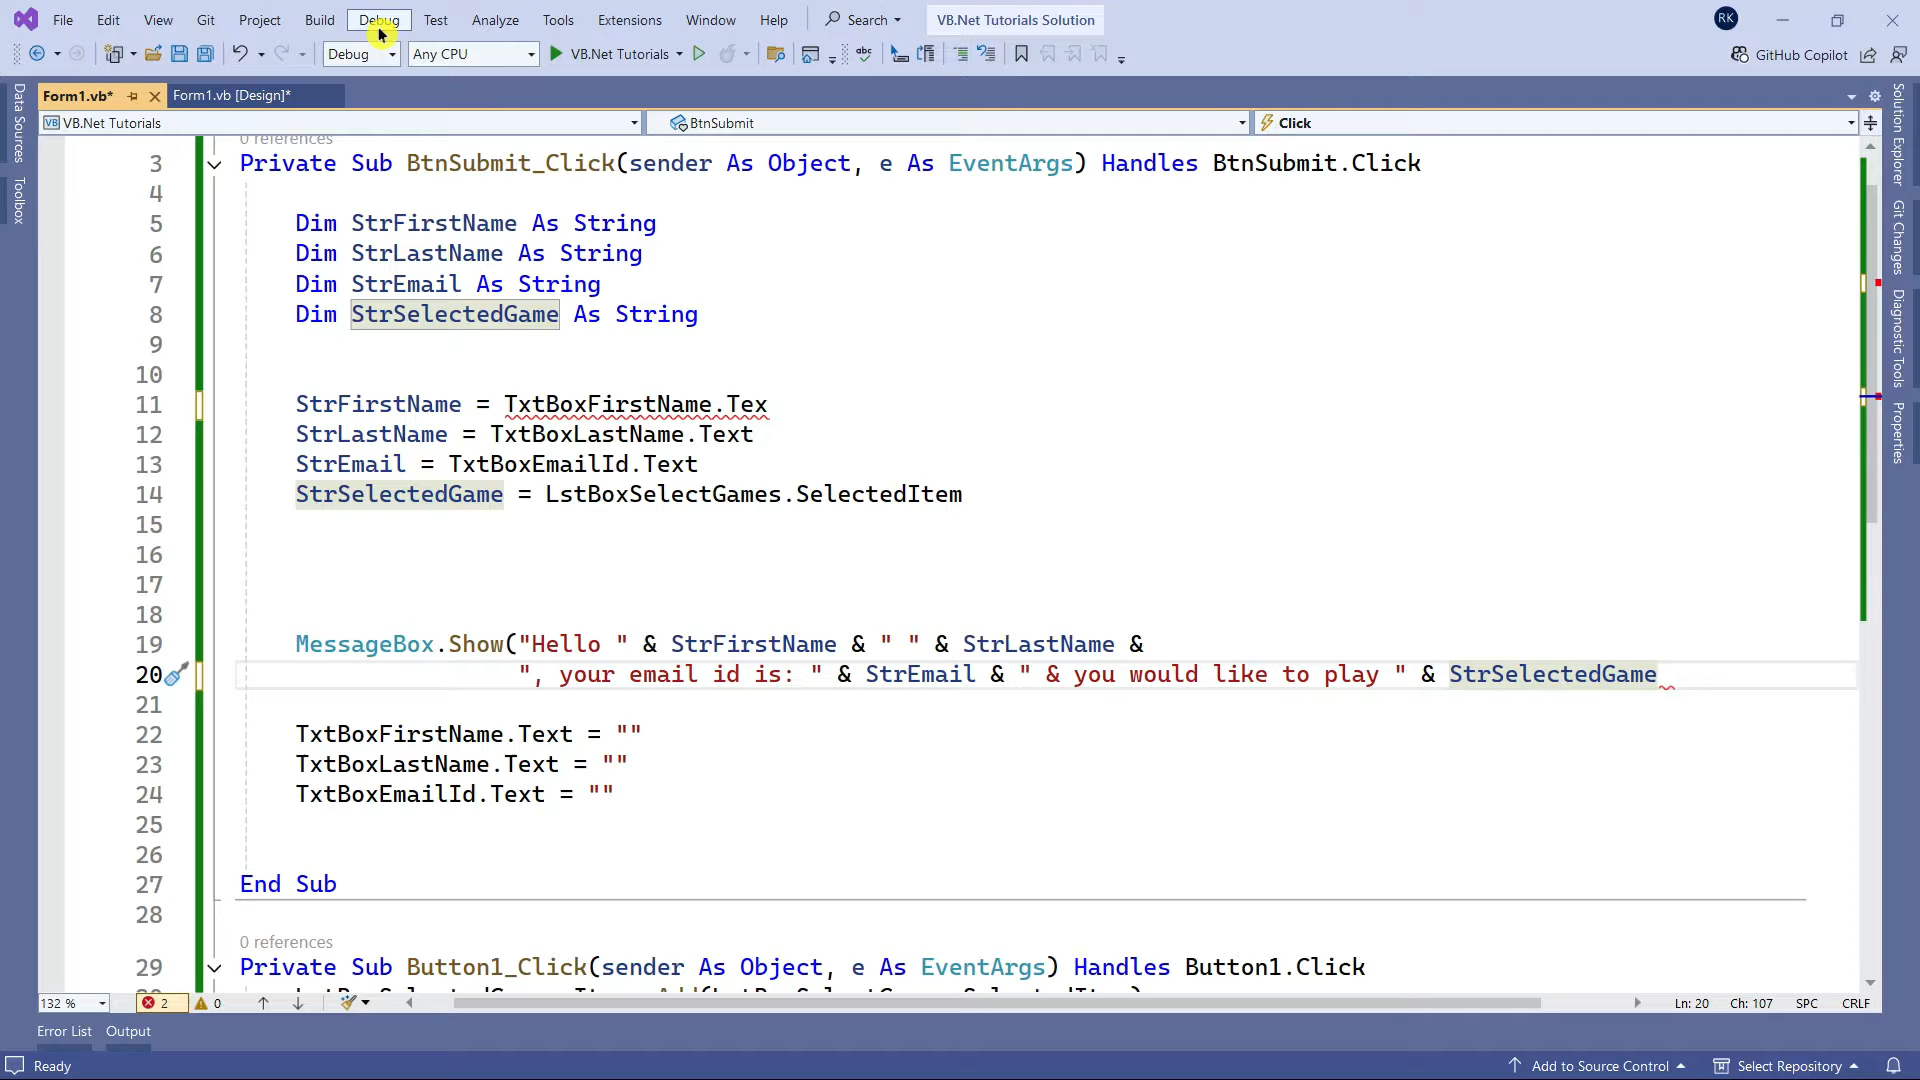 File Edit View Git Project Build Debug Test Analyze Tools Extensions Window Help Search VB.Net Tutorials Solution RK
Debug Any CPU VB.Net Tutorials abc GitHub Copilot
Form1.vb* Form1.vb [Design]*
VB VB.Net Tutorials BtnSubmit Click
0 references
3 Private Sub BtnSubmit_Click(sender As Object, e As EventArgs) Handles BtnSubmit.Click
4
5 Dim StrFirstName As String
6 Dim StrLastName As String
7 Dim StrEmail As String
8 Dim StrSelectedGame As String
9
10
11 StrFirstName = TxtBoxFirstName.Tex
12 StrLastName = TxtBoxLastName.Text
13 StrEmail = TxtBoxEmailId.Text
14 StrSelectedGame = LstBoxSelectGames.SelectedItem
15
16
17
18
19 MessageBox.Show("Hello " & StrFirstName & " " & StrLastName &
20 ", your email id is: " & StrEmail & " & you would like to play " & StrSelectedGame
21
22 TxtBoxFirstName.Text = ""
23 TxtBoxLastName.Text = ""
24 TxtBoxEmailId.Text = ""
25
26
27 End Sub
28
0 references
29 Private Sub Button1_Click(sender As Object, e As EventArgs) Handles Button1.Click
132 % 2 0 Ln: 20 Ch: 107 SPC CRLF
Error List Output
Ready Add to Source Control Select Repository
Data Sources
Toolbox
Solution Explorer
Git Changes
Diagnostic Tools
Properties